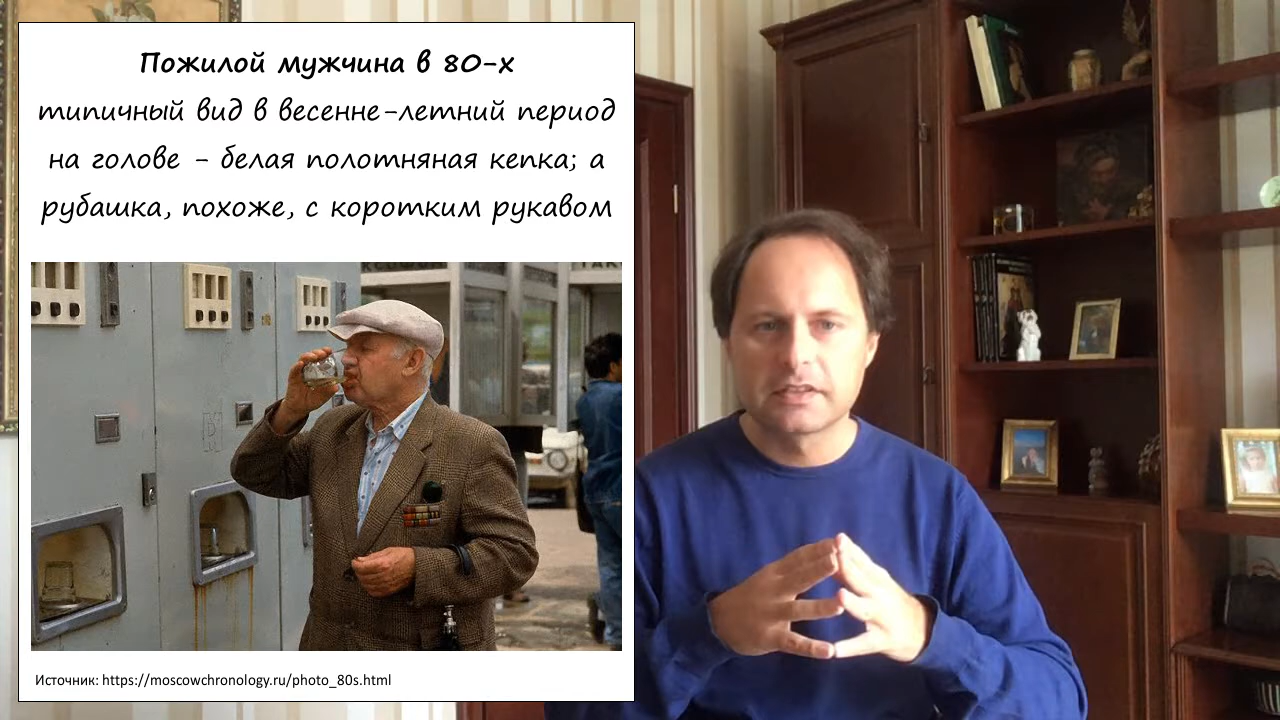 Пожилой мужчина в 80-х
типичный вид в весенне-летний период
на голове - белая полотняная кепка; а
рубашка, похоже, с коротким рукавом
Источник: https://moscowchronology.ru/photo_80s.html